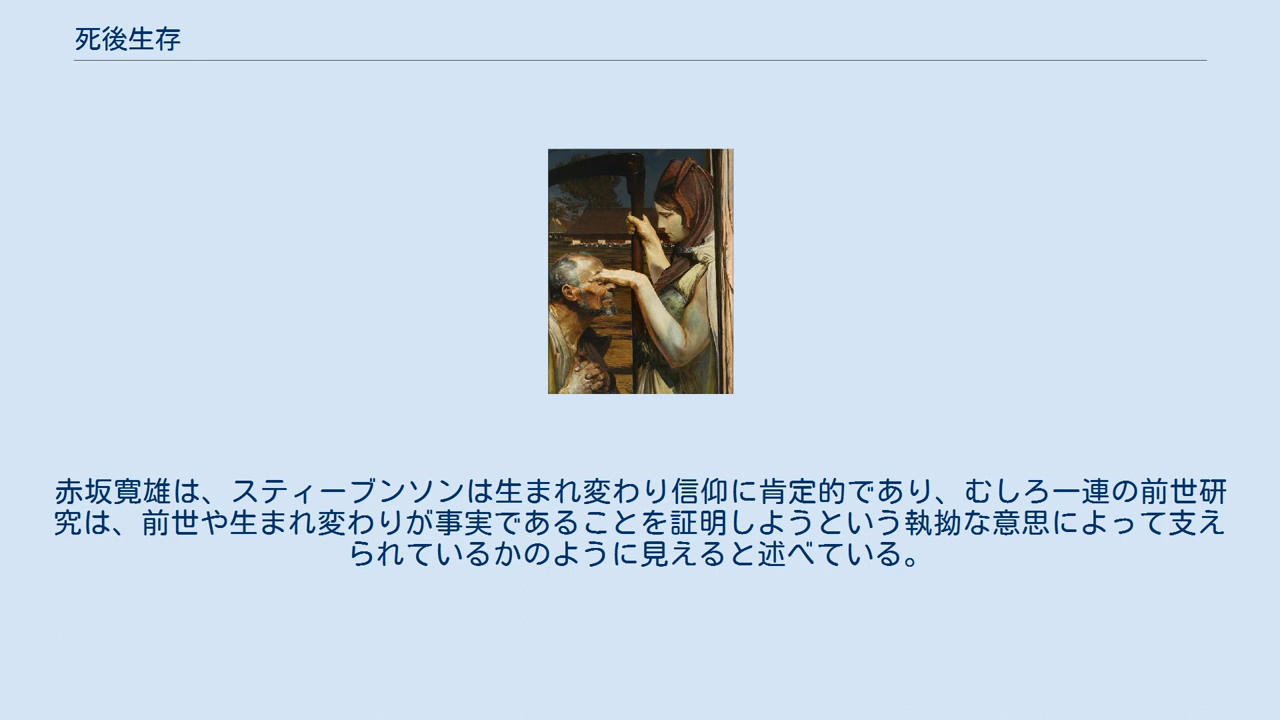 死後生存
赤坂寛雄は、スティーブンソンは生まれ変わり信仰に肯定的であり、むしろ一連の前世研
究は、前世や生まれ変わりが事実であることを証明しようという執拗な意思によって支え
られているかのように見えると述べている。